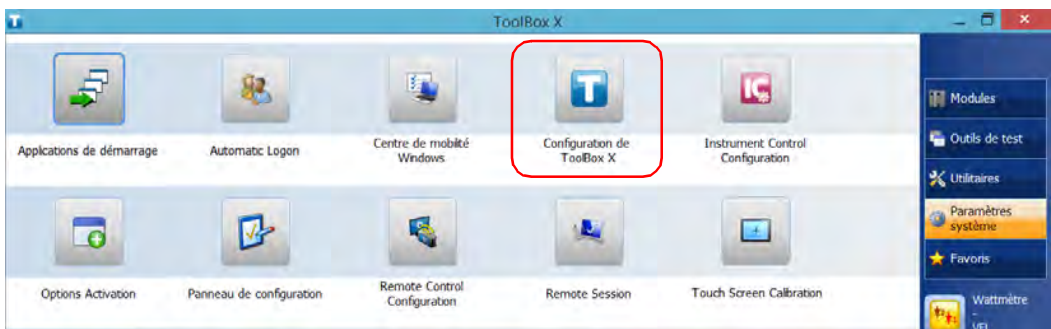 ToolBox X
Applications de démarrage
Automatic Logon
Centre de mobilité
Windows
Configuration de
ToolBox X
Instrument Control
Configuration
Options Activation
Panneau de configuration
Remote Control
Configuration
Remote Session
Touch Screen Calibration
Modules
Outils de test
Utilitaires
Paramètres
système
Favoris
Wattmètre
-
VFL